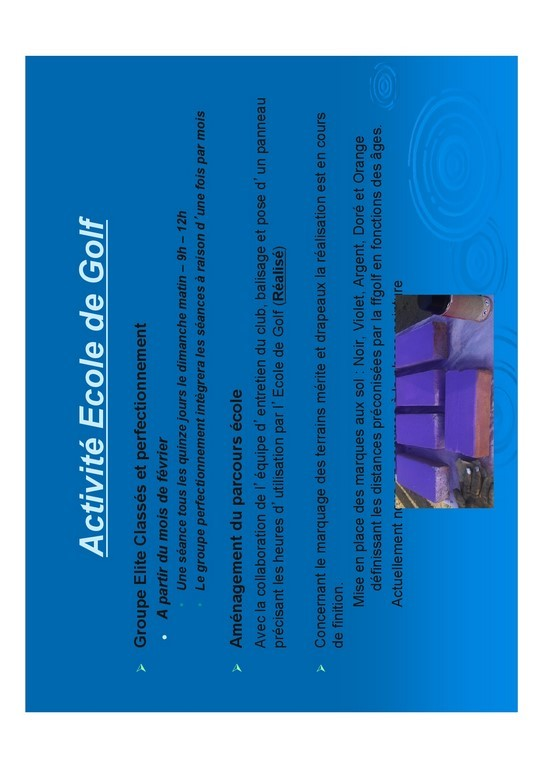 Activité Ecole de Golf
Groupe Elite Classés et perfectionnement
A partir du mois de février
Une séance tous les quinze jours le dimanche matin – 9h – 12h
Le groupe perfectionnement intégrera les séances à raison d'une fois par mois
Aménagement du parcours école
Avec la collaboration de l'équipe d'entretien du club, balisage et pose d'un panneau
précisant les heures d'utilisation par l'Ecole de Golf (Réalisé)
Concernant le marquage des terrains mérite et drapeaux la réalisation est en cours
de finition.
Mise en place des marques aux sol : Noir, Violet, Argent, Doré et Orange
définissant les distances préconisées par la ffgolf en fonctions des âges.
Actuellement